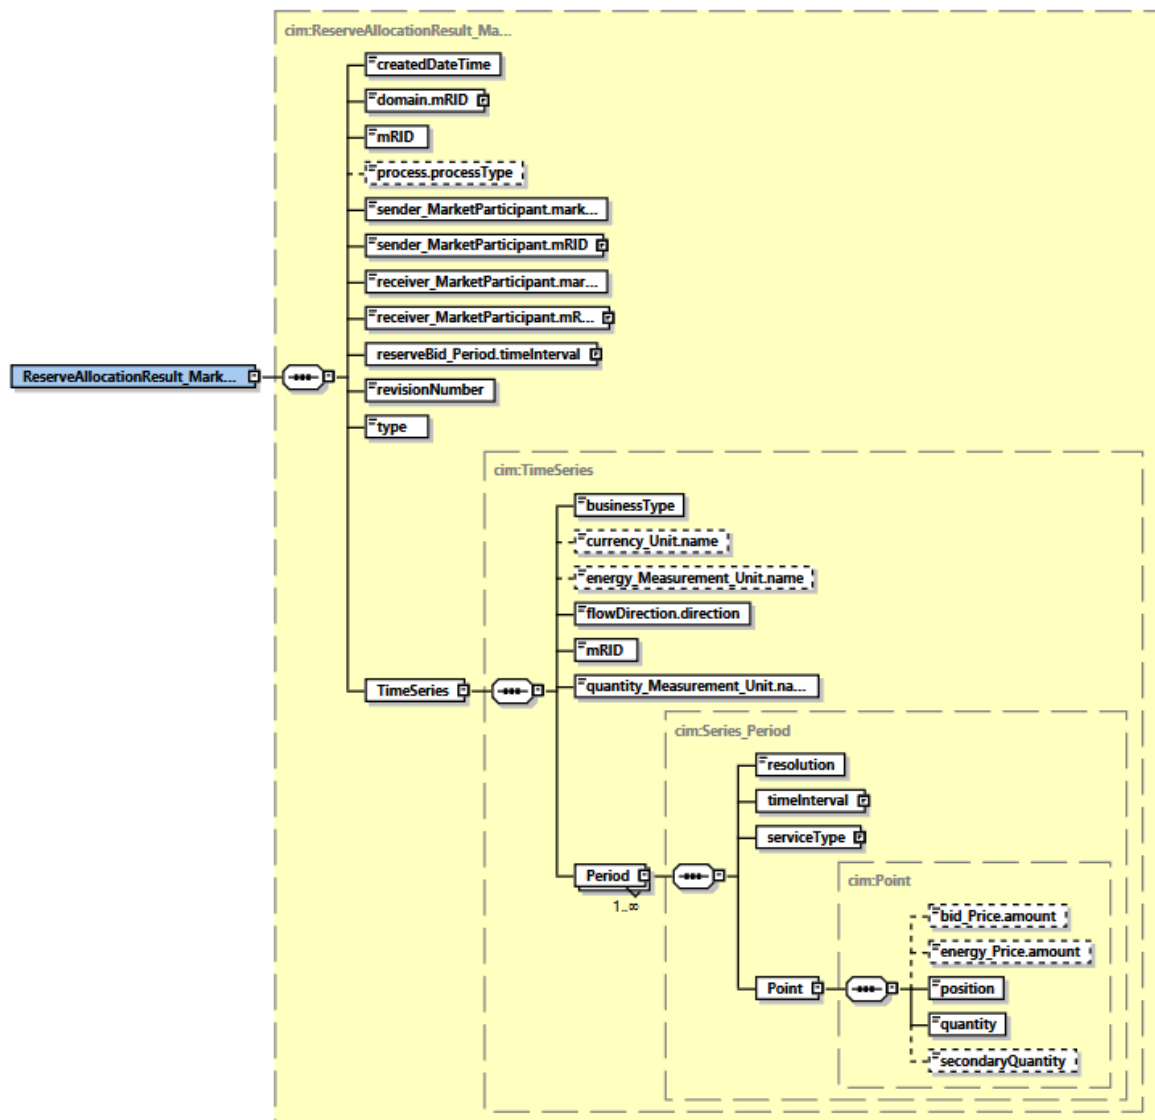 cim:ReserveAllocationResult_Ma...
createdDateTime
domain.mRID
mRID
process.processType
sender_MarketParticipant.mark...
sender_MarketParticipant.mRID
receiver_MarketParticipant.mar...
receiver_MarketParticipant.mR...
reserveBid_Period.timeInterval
ReserveAllocationResult_Mark...
revisionNumber
type
cim:TimeSeries
businessType
currency_Unit.name
energy_Measurement_Unit.name
flowDirection.direction
mRID
quantity_Measurement_Unit.na...
TimeSeries
cim:Series_Period
resolution
timeInterval
serviceType
Period
1..∞
cim:Point
bid_Price.amount
energy_Price.amount
Point
position
quantity
secondaryQuantity